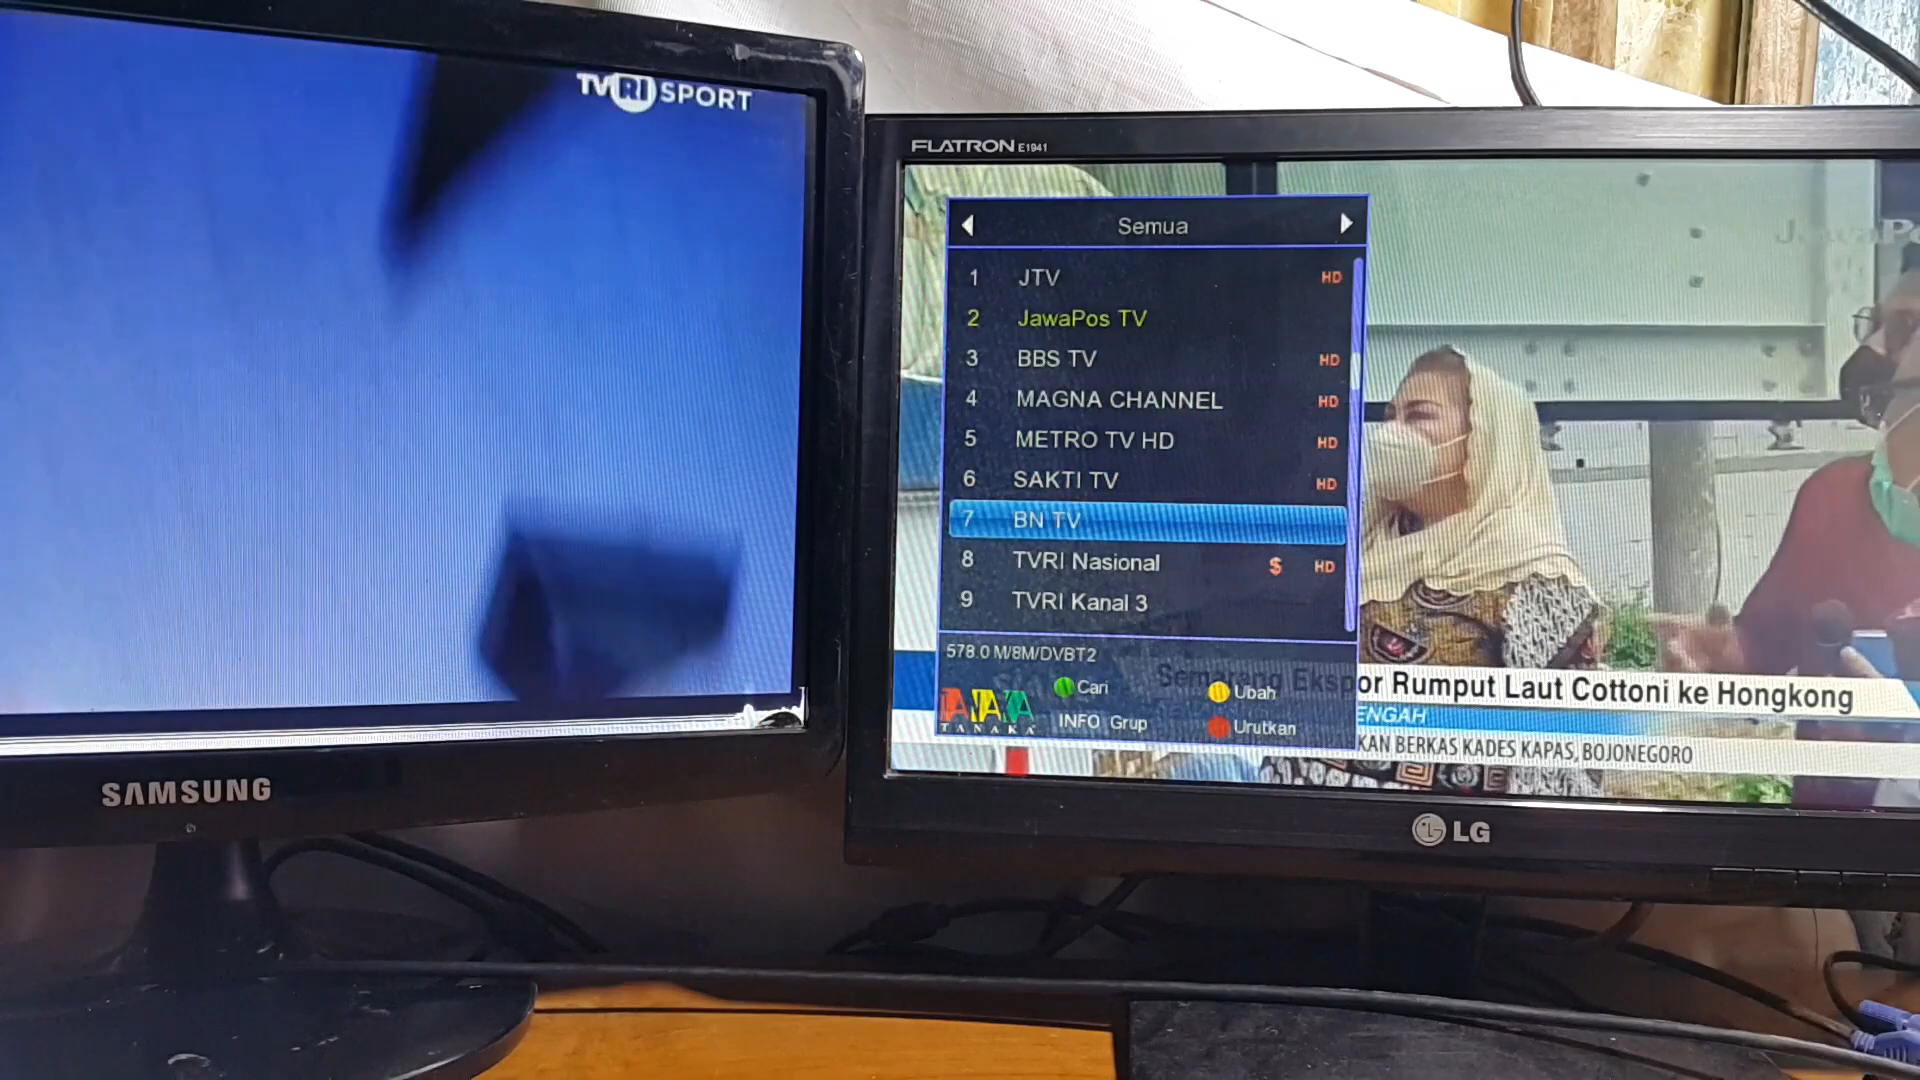 TVRI SPORT
SAMSUNG
FLATRON E1941
Semua
1 JTV HD
2 JawaPos TV
3 BBS TV HD
4 MAGNA CHANNEL HD
5 METRO TV HD HD
6 SAKTI TV HD
7 BN TV
8 TVRI Nasional $ HD
9 TVRI Kanal 3
578.0 M/8M/DVBT2
Cari
Ubah
TANAKA
INFO Grup
Urutkan
JawaPo
Semarang Ekspor Rumput Laut Cottoni ke Hongkong
ENGAH
KAN BERKAS KADES KAPAS, BOJONEGORO
LG